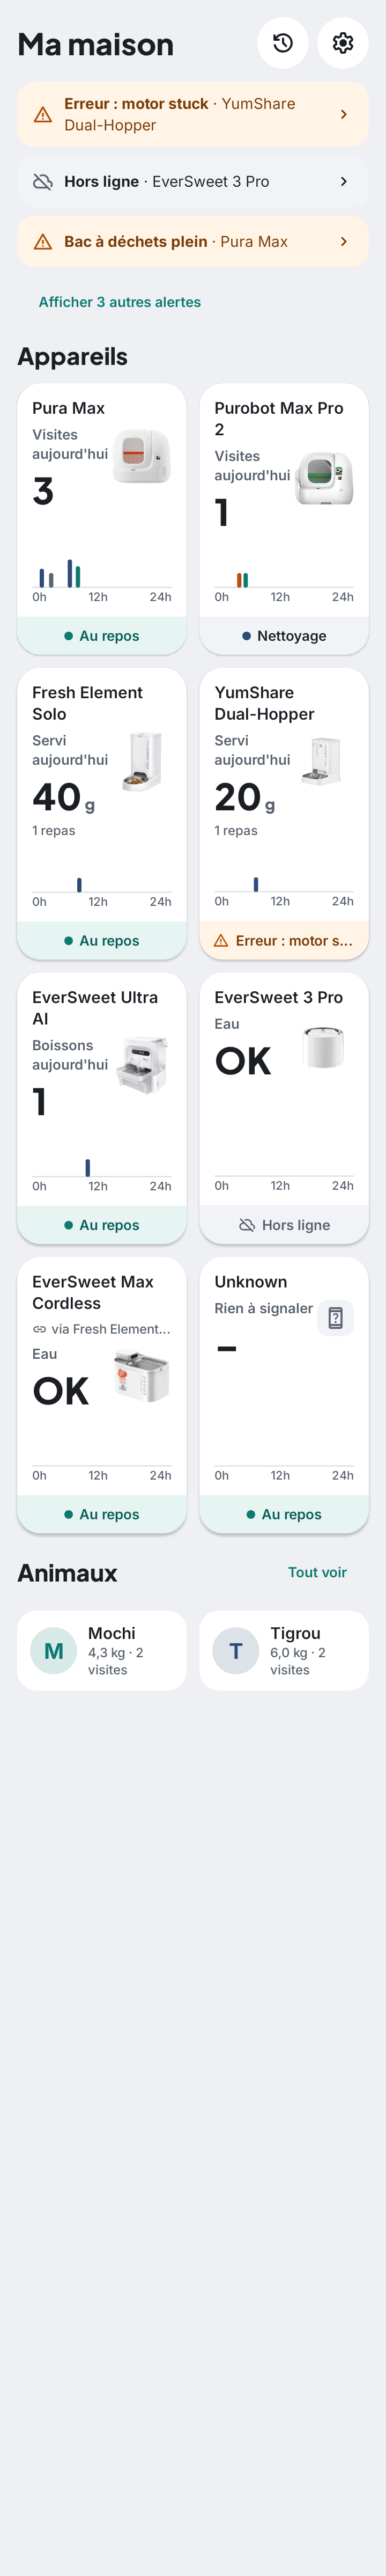 Ma maison
Erreur : motor stuck · YumShare
Dual-Hopper
Hors ligne · EverSweet 3 Pro
Bac à déchets plein · Pura Max
Afficher 3 autres alertes
Appareils
Pura Max
Visites
aujourd'hui
3
0h 12h 24h
Au repos
Purobot Max Pro
2
Visites
aujourd'hui
1
0h 12h 24h
Nettoyage
Fresh Element
Solo
Servi
aujourd'hui
40 g
1 repas
0h 12h 24h
Au repos
YumShare
Dual-Hopper
Servi
aujourd'hui
20 g
1 repas
0h 12h 24h
Erreur : motor s...
EverSweet Ultra
AI
Boissons
aujourd'hui
1
0h 12h 24h
Au repos
EverSweet 3 Pro
Eau
OK
0h 12h 24h
Hors ligne
EverSweet Max
Cordless
via Fresh Element...
Eau
OK
0h 12h 24h
Au repos
Unknown
Rien à signaler
–
0h 12h 24h
Au repos
Animaux
Tout voir
M
Mochi
4,3 kg · 2
visites
T
Tigrou
6,0 kg · 2
visites